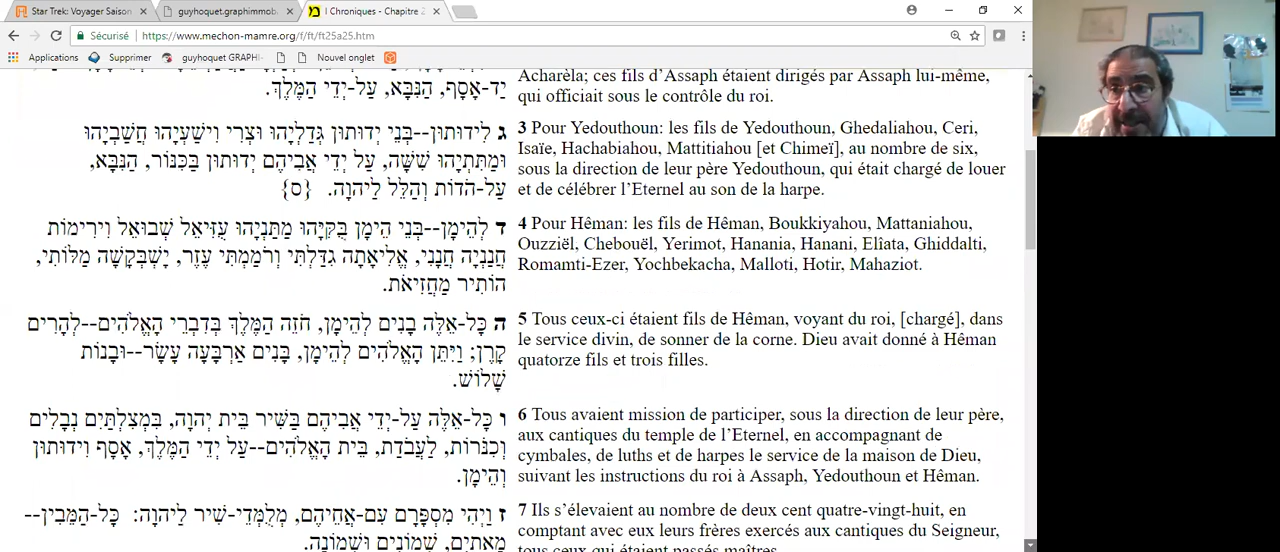 Star Trek: Voyager Saison
guyhoquet.graphimmob
I Chroniques - Chapitre 2
Sécurisé
https://www.mechon-mamre.org/f/ft/ft25a25.htm
Applications
Supprimer
guyhoquet GRAPHI
Nouvel onglet
יַד-אָסָף, הַנִּבָּא, עַל-יְדֵי הַמֶּלֶךְ.
Acharèla; ces fils d’Assaph étaient dirigés par Assaph lui-même,
qui officiait sous le contrôle du roi.
ג לִידוּתוּן--בְּנֵי יְדוּתוּן גְּדַלְיָהוּ וּצְרִי וִישַׁעְיָהוּ חֲשַׁבְיָהוּ
וּמַתִּתְיָהוּ שִׁשָּׁה, עַל יְדֵי אֲבִיהֶם יְדוּתוּן בַּכִּנּוֹר, הַנִּבָּא,
עַל-הֹדוֹת וְהַלֵּל לַיהוָה. {ס}
3 Pour Yedouthoun: les fils de Yedouthoun, Ghedaliahou, Ceri,
Isaïe, Hachabiahou, Mattitiahou [et Chimeï], au nombre de six,
sous la direction de leur père Yedouthoun, qui était chargé de louer
et de célébrer l’Eternel au son de la harpe.
ד לְהֵימָן--בְּנֵי הֵימָן בֻּקִּיָּהוּ מַתַּנְיָהוּ עֻזִּיאֵל שְׁבוּאֵל וִירִימוֹת
חֲנַנְיָה חֲנָנִי, אֱלִיאָתָה גִדַּלְתִּי וְרֹמַמְתִּי עֶזֶר, יָשְׁבְּקָשָׁה מַלּוֹתִי,
הוֹתִיר מַחֲזִיאֹת.
4 Pour Hêman: les fils de Hêman, Boukkiyahou, Mattaniahou,
Ouzziël, Chebouël, Yerimot, Hanania, Hanani, Elîata, Ghiddalti,
Romamti-Ezer, Yochbekacha, Malloti, Hotir, Mahaziot.
ה כָּל-אֵלֶּה בָנִים לְהֵימָן, חֹזֵה הַמֶּלֶךְ בְּדִבְרֵי הָאֱלֹהִים--לְהָרִים
קָרֶן; וַיִּתֵּן הָאֱלֹהִים לְהֵימָן, בָּנִים אַרְבָּעָה עָשָׂר--וּבָנוֹת
שָׁלוֹשׁ.
5 Tous ceux-ci étaient fils de Hêman, voyant du roi, [chargé], dans
le service divin, de sonner de la corne. Dieu avait donné à Hêman
quatorze fils et trois filles.
ו כָּל-אֵלֶּה עַל-יְדֵי אֲבִיהֶם בַּשִּׁיר בֵּית יְהוָה, בִּמְצִלְתַּיִם נְבָלִים
וְכִנֹּרוֹת, לַעֲבֹדַת, בֵּית הָאֱלֹהִים--עַל יְדֵי הַמֶּלֶךְ, אָסָף וִידוּתוּן
וְהֵימָן.
6 Tous avaient mission de participer, sous la direction de leur père,
aux cantiques du temple de l’Eternel, en accompagnant de
cymbales, de luths et de harpes le service de la maison de Dieu,
suivant les instructions du roi à Assaph, Yedouthoun et Hêman.
ז וַיְהִי מִסְפָּרָם עִם-אֲחֵיהֶם, מְלֻמְּדֵי-שִׁיר לַיהוָה: כָּל-הַמֵּבִין--
מָאתַיִם, שְׁמוֹנִים וּשְׁמוֹנָה.
7 Ils s’élevaient au nombre de deux cent quatre-vingt-huit, en
comptant avec eux leurs frères exercés aux cantiques du Seigneur,
tous ceux qui étaient passés maîtres.